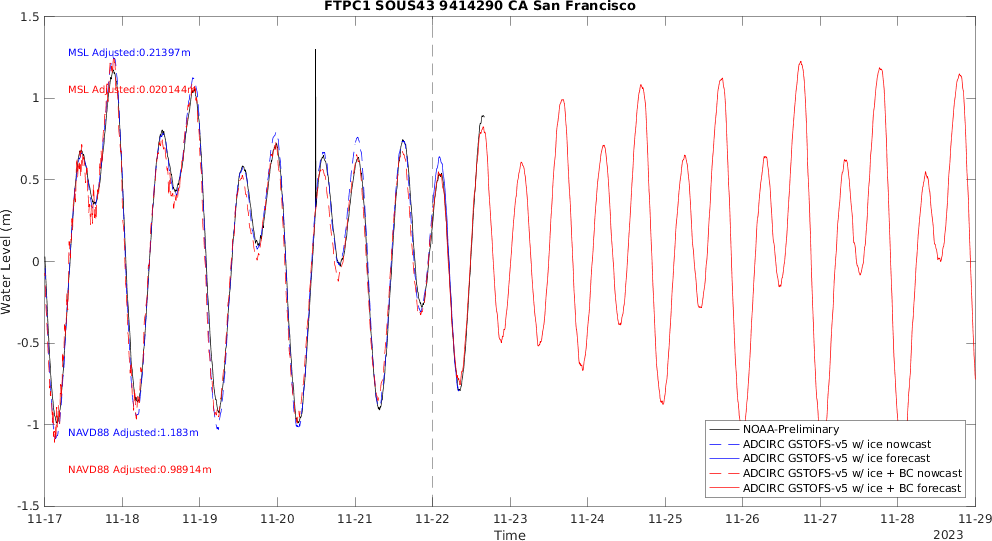 FTPC1 SOUS43 9414290 CA San Francisco
1.5
MSL Adjusted:0.21397m
MSL Adjusted:0.020144m
1
0.5
Water Level (m)
0
-0.5
-1
NAVD88 Adjusted:1.183m
NAVD88 Adjusted:0.98914m
NOAA-Preliminary
ADCIRC GSTOFS-v5 w/ ice nowcast
ADCIRC GSTOFS-v5 w/ ice forecast
ADCIRC GSTOFS-v5 w/ ice + BC nowcast
ADCIRC GSTOFS-v5 w/ ice + BC forecast
-1.5
11-17 11-18 11-19 11-20 11-21 11-22 11-23 11-24 11-25 11-26 11-27 11-28 11-29
Time
2023